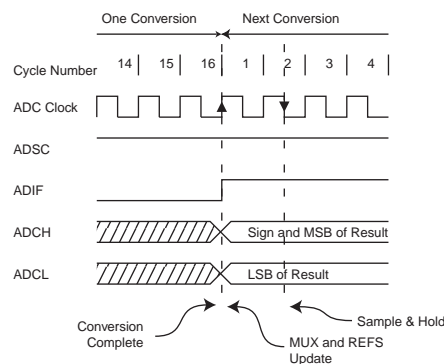 One Conversion
Next Conversion
Cycle Number
14 15 16 1 2 3 4
ADC Clock
ADSC
ADIF
ADCH
Sign and MSB of Result
ADCL
LSB of Result
Sample & Hold
Conversion
Complete
MUX and REFS
Update